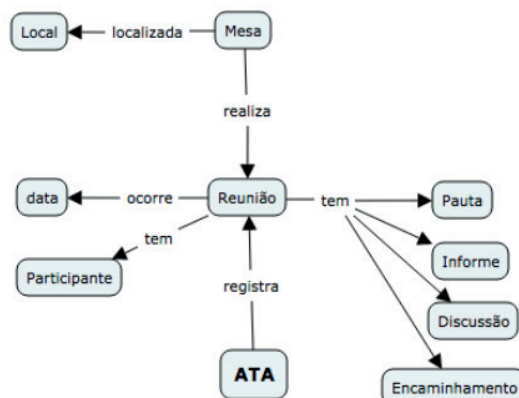 Local
localizada
Mesa
realiza
data
ocorre
Reunião
tem
Pauta
tem
Informe
Participante
registra
Discussão
ATA
Encaminhamento